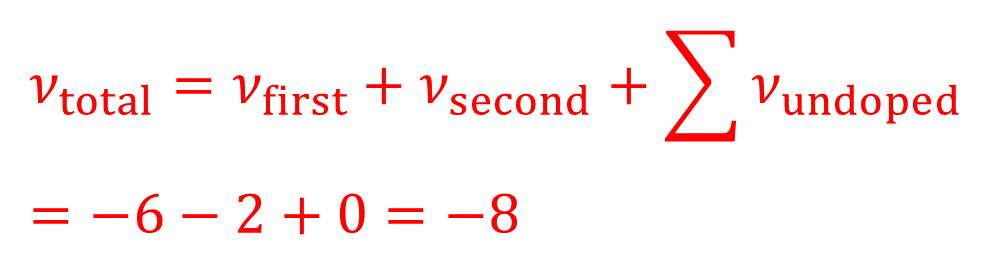 ν_total = ν_first + ν_second + ∑ ν_undoped
= −6 − 2 + 0 = −8